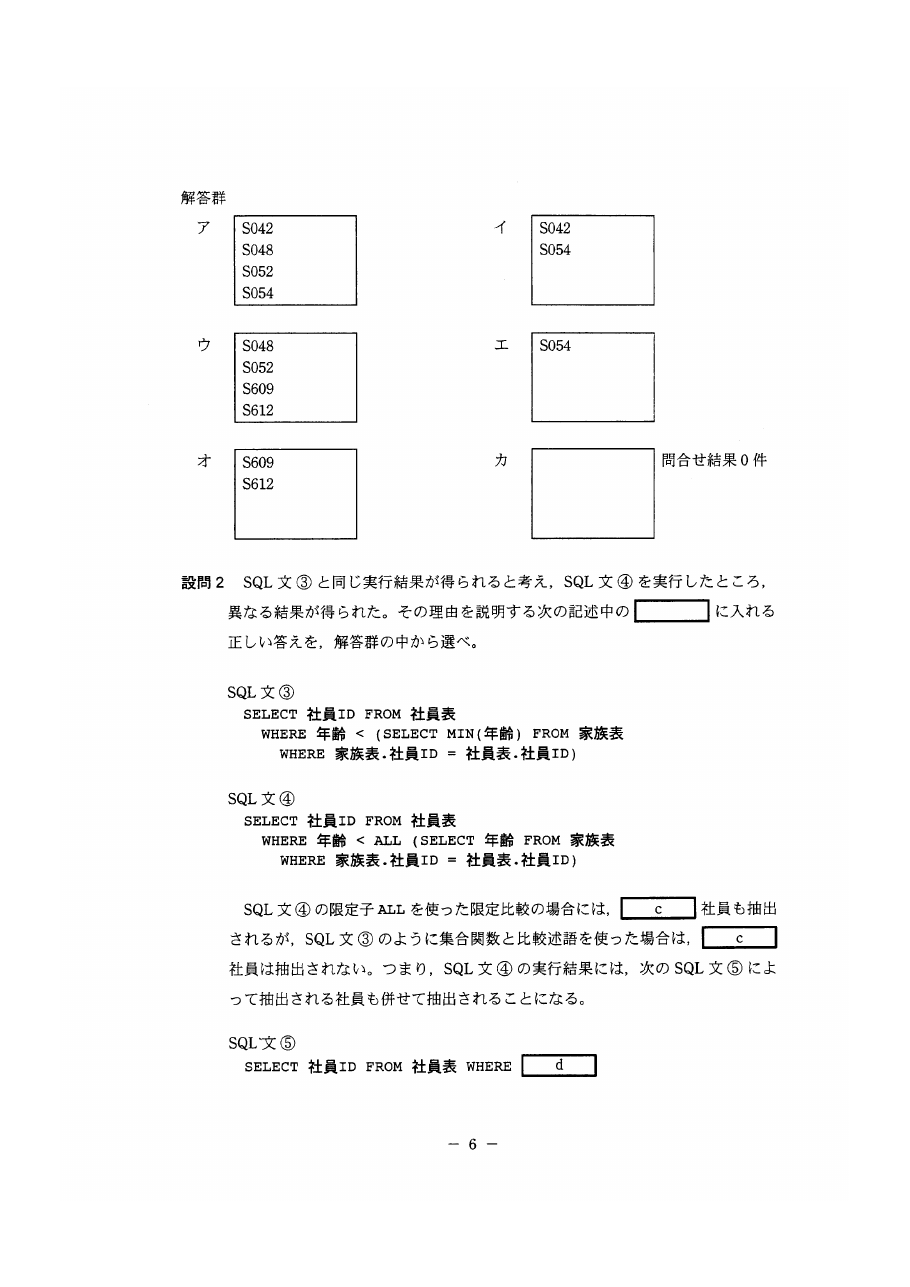 解答群
ア
S042
S048
S052
S054
イ
S042
S054
ウ
S048
S052
S609
S612
エ
S054
オ
S609
S612
カ
問合せ結果0件
設問2 SQL 文③と同じ実行結果が得られると考え，SQL 文④を実行したところ，
異なる結果が得られた。その理由を説明する次の記述中の に入れる
正しい答えを，解答群の中から選べ。
SQL 文③
SELECT 社員ID FROM 社員表
WHERE 年齢 < (SELECT MIN(年齢) FROM 家族表
WHERE 家族表.社員ID = 社員表.社員ID)
SQL 文④
SELECT 社員ID FROM 社員表
WHERE 年齢 < ALL (SELECT 年齢 FROM 家族表
WHERE 家族表.社員ID = 社員表.社員ID)
SQL 文④の限定子 ALL を使った限定比較の場合には， c 社員も抽出
されるが，SQL 文③のように集合関数と比較述語を使った場合は， c
社員は抽出されない。つまり，SQL 文④の実行結果には，次の SQL 文⑤によ
って抽出される社員も併せて抽出されることになる。
SQL 文⑤
SELECT 社員ID FROM 社員表 WHERE d
－ 6 －